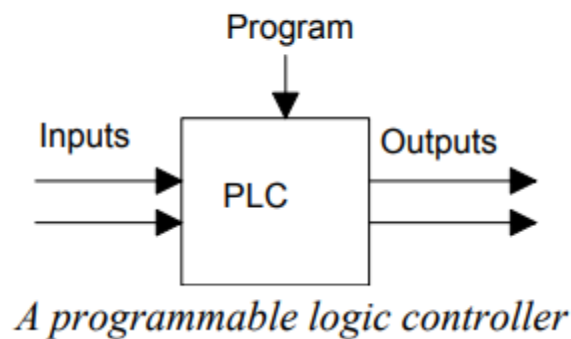 Program
Inputs
Outputs
PLC
A programmable logic controller